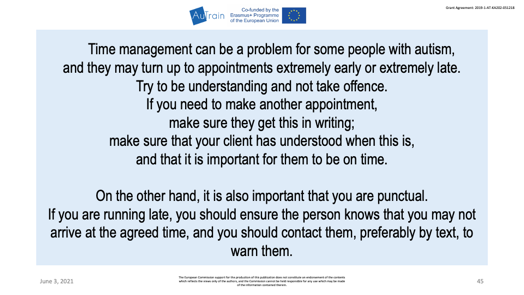 AuTrain
Co-funded by the
Erasmus+ Programme
of the European Union
Grant Agreement: 2019-1-AT-KA202-051218
Time management can be a problem for some people with autism,
and they may turn up to appointments extremely early or extremely late.
Try to be understanding and not take offence.
If you need to make another appointment,
make sure they get this in writing;
make sure that your client has understood when this is,
and that it is important for them to be on time.
On the other hand, it is also important that you are punctual.
If you are running late, you should ensure the person knows that you may not
arrive at the agreed time, and you should contact them, preferably by text, to
warn them.
June 3, 2021
The European Commission support for the production of this publication does not constitute an endorsement of the contents
which reflects the views only of the authors, and the Commission cannot be held responsible for any use which may be made
of the information contained therein.
45